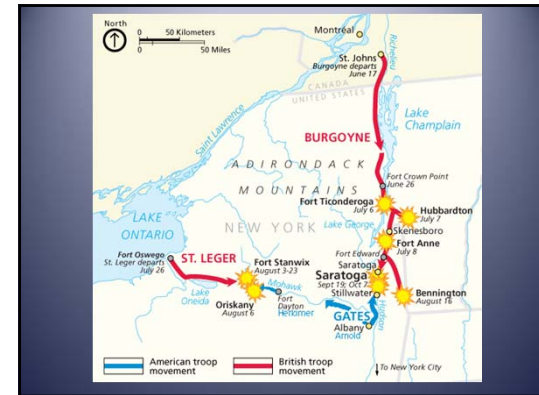 North
0 50 Kilometers
0 50 Miles
Montréal
St. Johns
Burgoyne departs
June 17
Richelieu
CANADA
UNITED STATES
Saint Lawrence
Lake
Champlain
BURGOYNE
ADIRONDACK
MOUNTAINS
Fort Crown Point
June 26
Fort Ticonderoga
July 6
Hubbardton
July 7
LAKE
ONTARIO
NEW YORK
Lake George
Skenesboro
Fort Anne
July 8
Fort Oswego
St. Leger departs
July 26
ST. LEGER
Fort Stanwix
August 3-23
Fort Edward
Saratoga
Saratoga
Sept 19; Oct 7
Stillwater
Bennington
August 16
Lake
Oneida
Oriskany
August 6
Mohawk
Fort
Dayton
Herkimer
Hudson
GATES
Albany
Arnold
American troop
movement
British troop
movement
To New York City